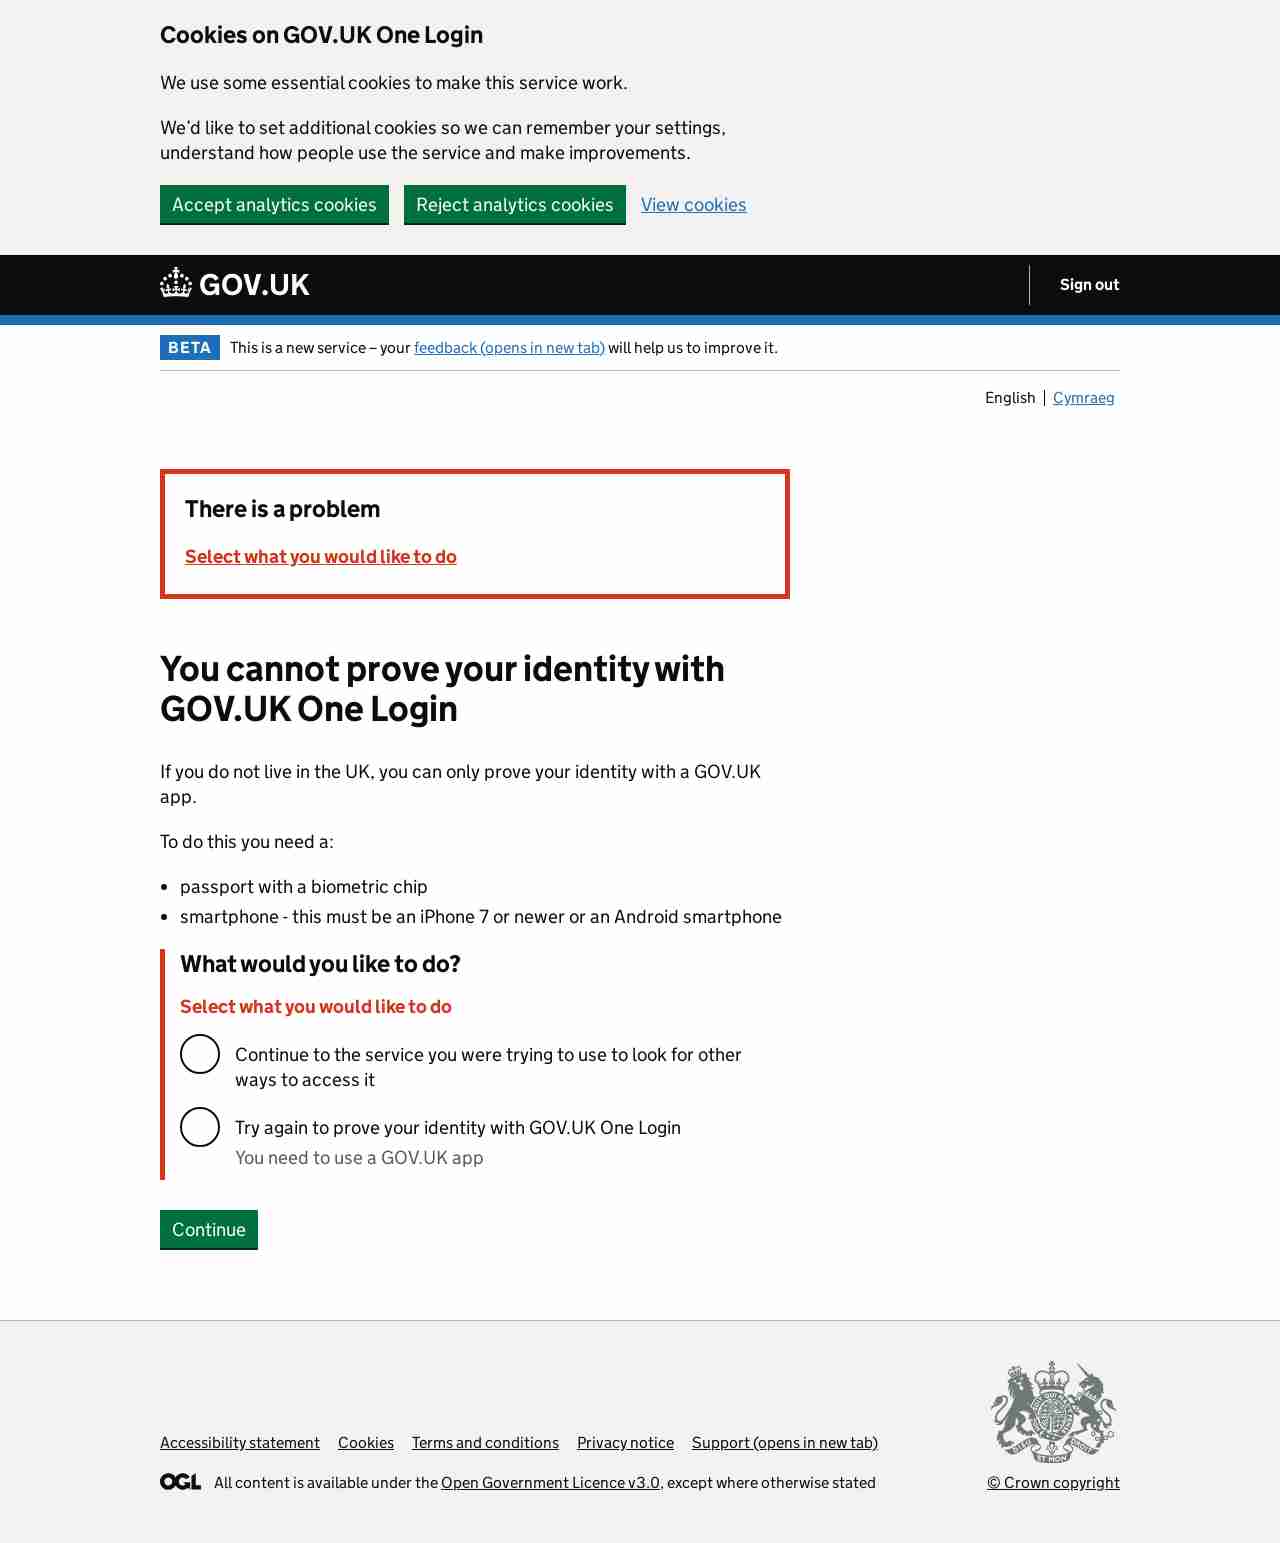 Cookies on GOV.UK One Login
We use some essential cookies to make this service work.
We’d like to set additional cookies so we can remember your settings,
understand how people use the service and make improvements.
Accept analytics cookies
Reject analytics cookies
View cookies
GOV.UK
Sign out
BETA
This is a new service – your feedback (opens in new tab) will help us to improve it.
English
Cymraeg
There is a problem
Select what you would like to do
You cannot prove your identity with
GOV.UK One Login
If you do not live in the UK, you can only prove your identity with a GOV.UK
app.
To do this you need a:
• passport with a biometric chip
• smartphone - this must be an iPhone 7 or newer or an Android smartphone
What would you like to do?
Select what you would like to do
Continue to the service you were trying to use to look for other
ways to access it
Try again to prove your identity with GOV.UK One Login
You need to use a GOV.UK app
Continue
Accessibility statement
Cookies
Terms and conditions
Privacy notice
Support (opens in new tab)
OGL
All content is available under the Open Government Licence v3.0, except where otherwise stated
© Crown copyright